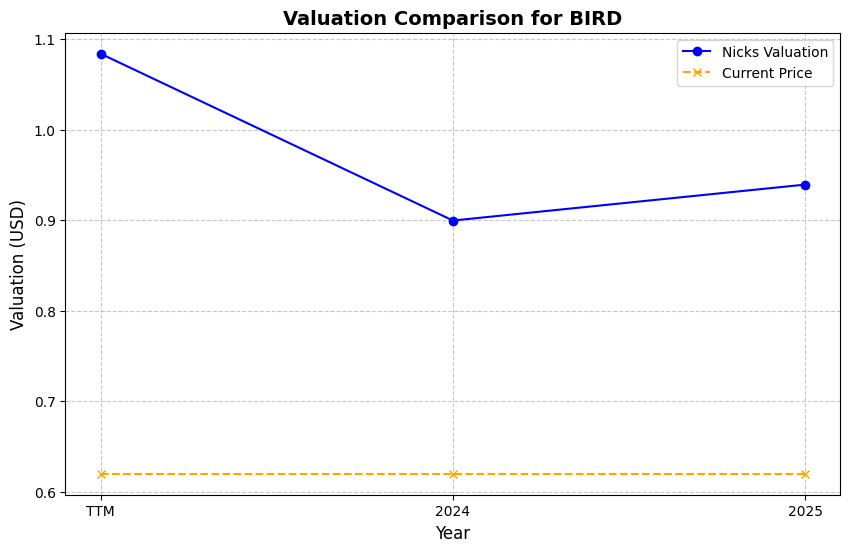 Valuation Comparison for BIRD
Nicks Valuation
Current Price
Valuation (USD)
1.1
1.0
0.9
0.8
0.7
0.6
TTM
2024
2025
Year